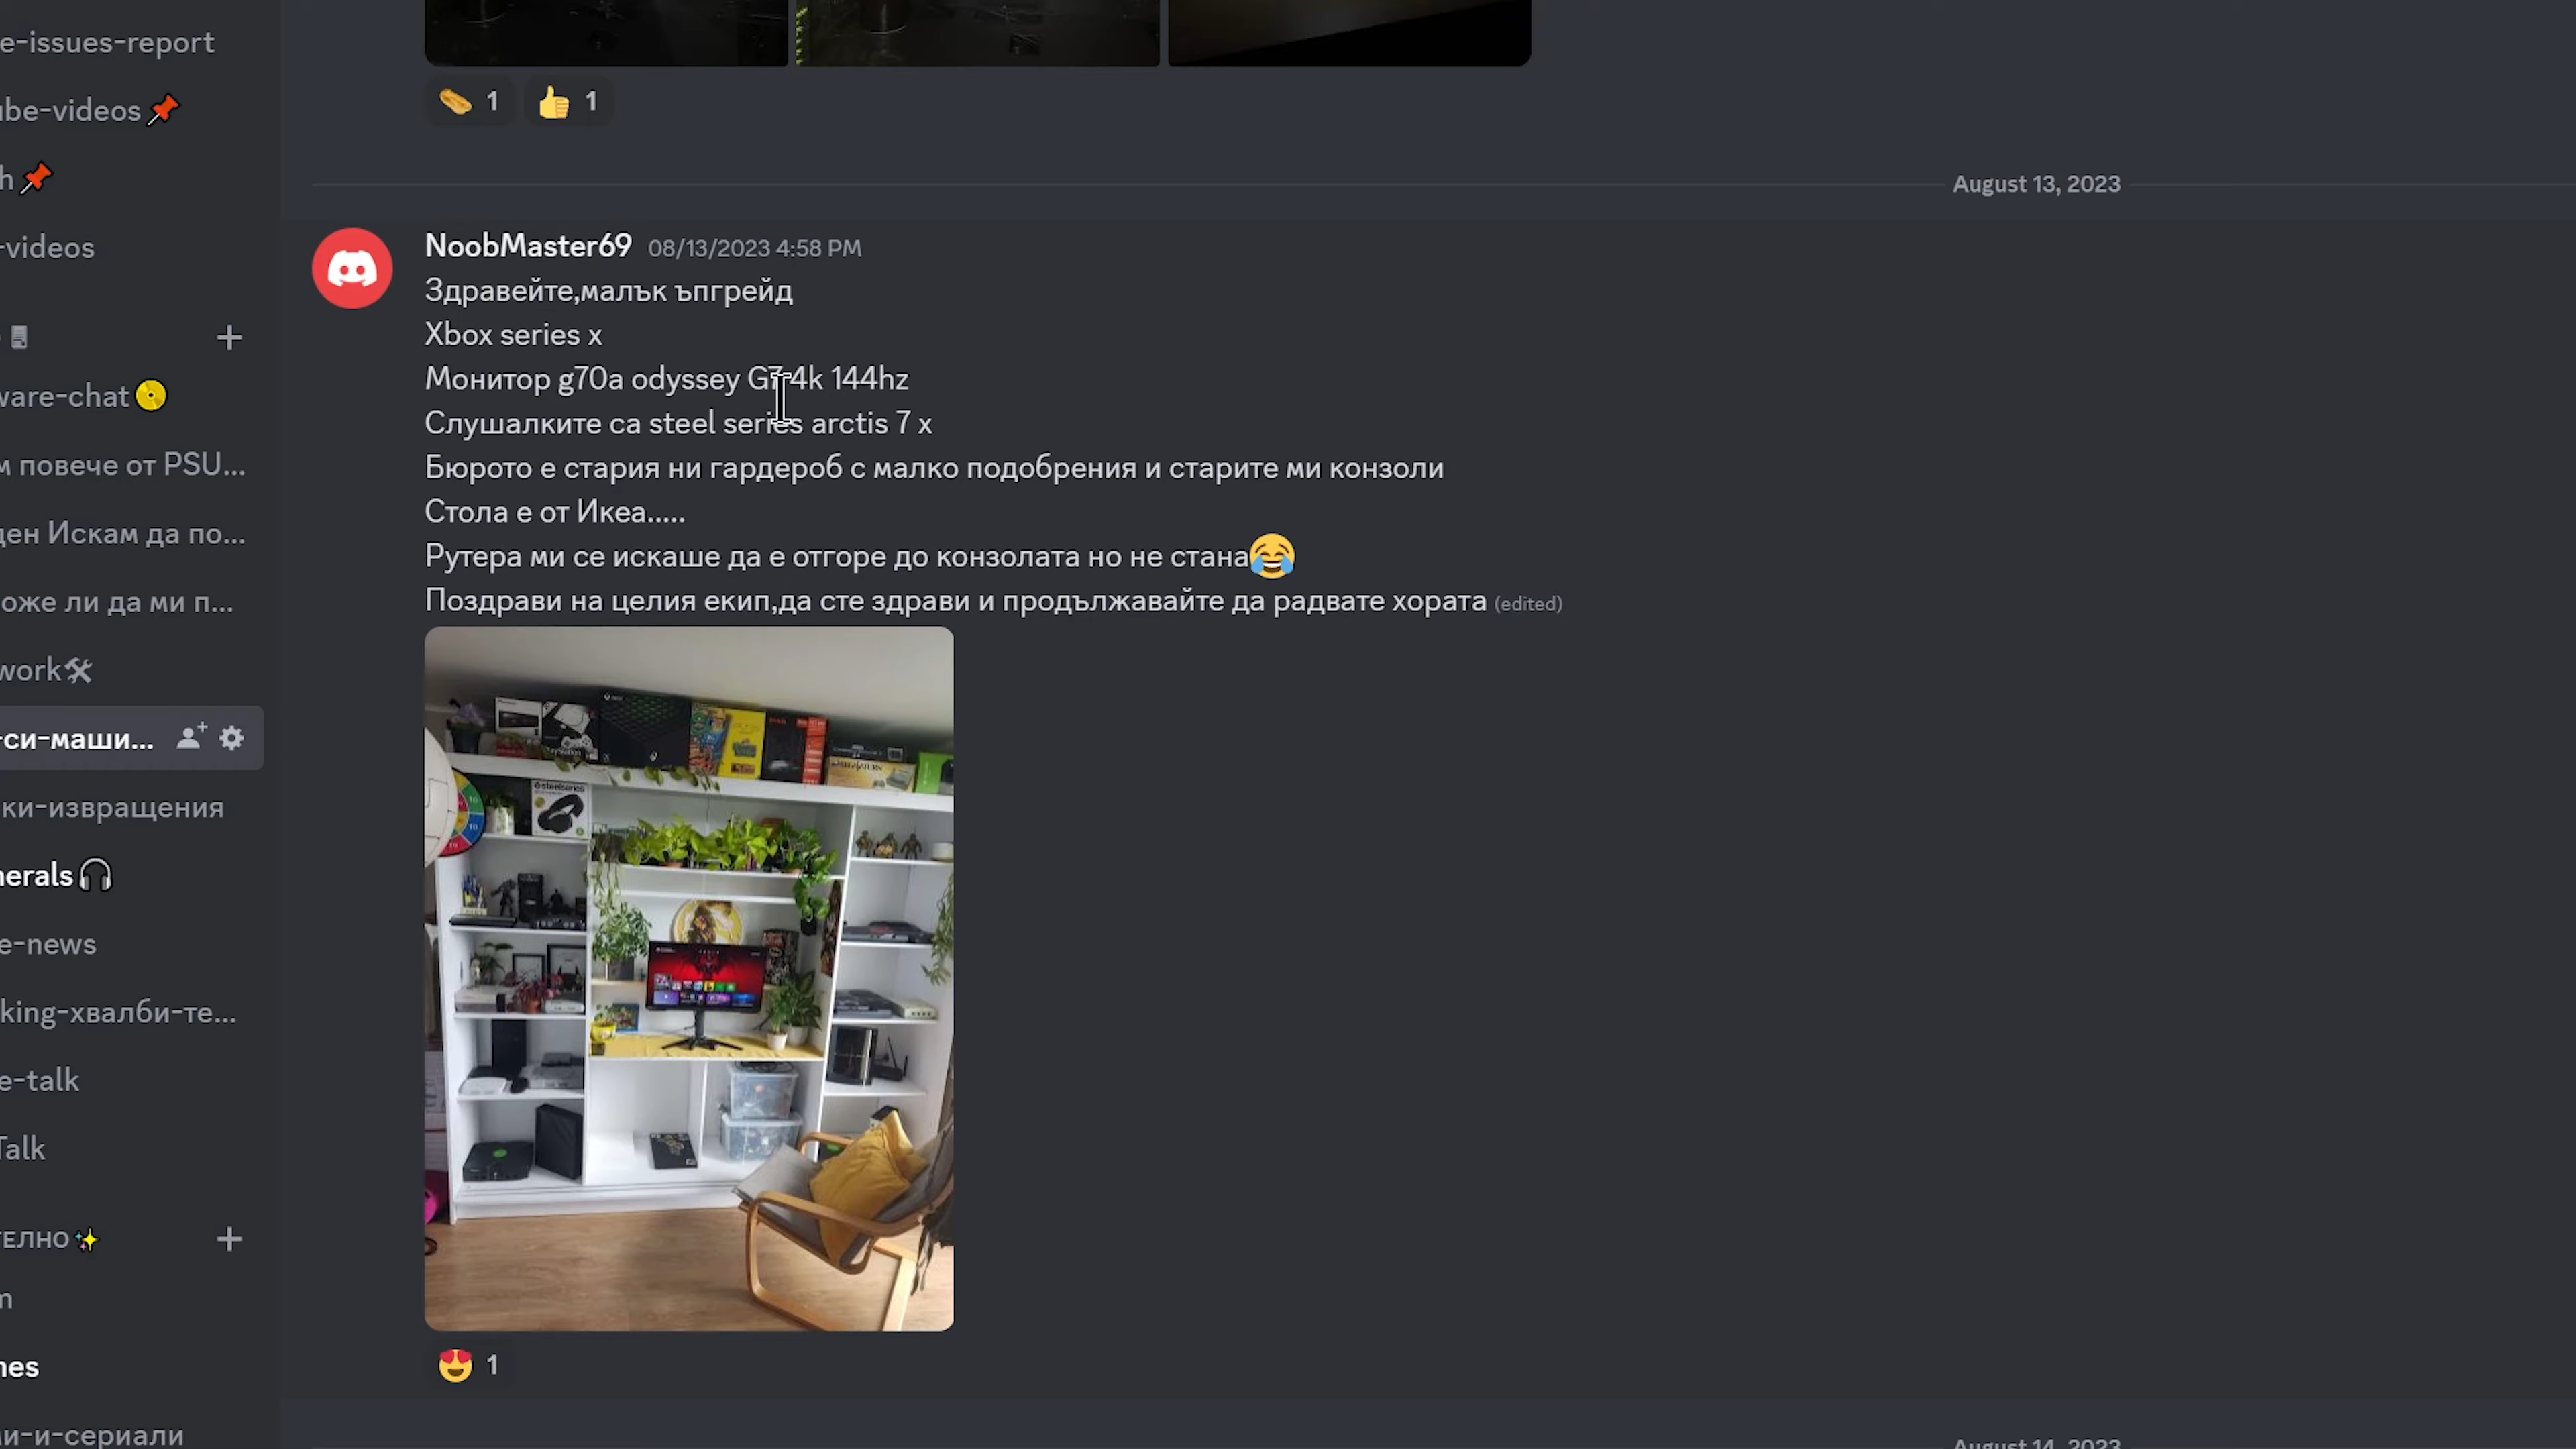 e-issues-report
ube-videos
h
-videos
ware-chat
м повече от PSU...
ден Искам да по...
оже ли да ми п...
work
-си-маши...
ки-извращения
nerals
e-news
king-хвалби-те...
e-talk
Talk
ТЕЛНО
m
nes
ми-и-сериали
1
1
August 13, 2023
NoobMaster69 08/13/2023 4:58 PM
Здравейте,малък ъпгрейд
Xbox series x
Монитор g70a odyssey G7 4k 144hz
Слушалките са steel series arctis 7 x
Бюрото е стария ни гардероб с малко подобрения и старите ми конзоли
Стола е от Икеа.....
Рутера ми се искаше да е отгоре до конзолата но не стана😂
Поздрави на целия екип,да сте здрави и продължавайте да радвате хората (edited)
steelseries
1
August 14, 2023